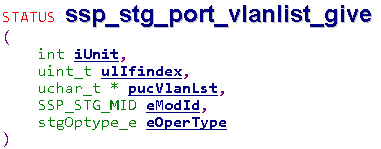 STATUS ssp_stg_port_vlanlist_give
(
int iUnit,
uint_t ulIfindex,
uchar_t * pucVlanLst,
SSP_STG_MID eModId,
stgOptype_e eOperType
)